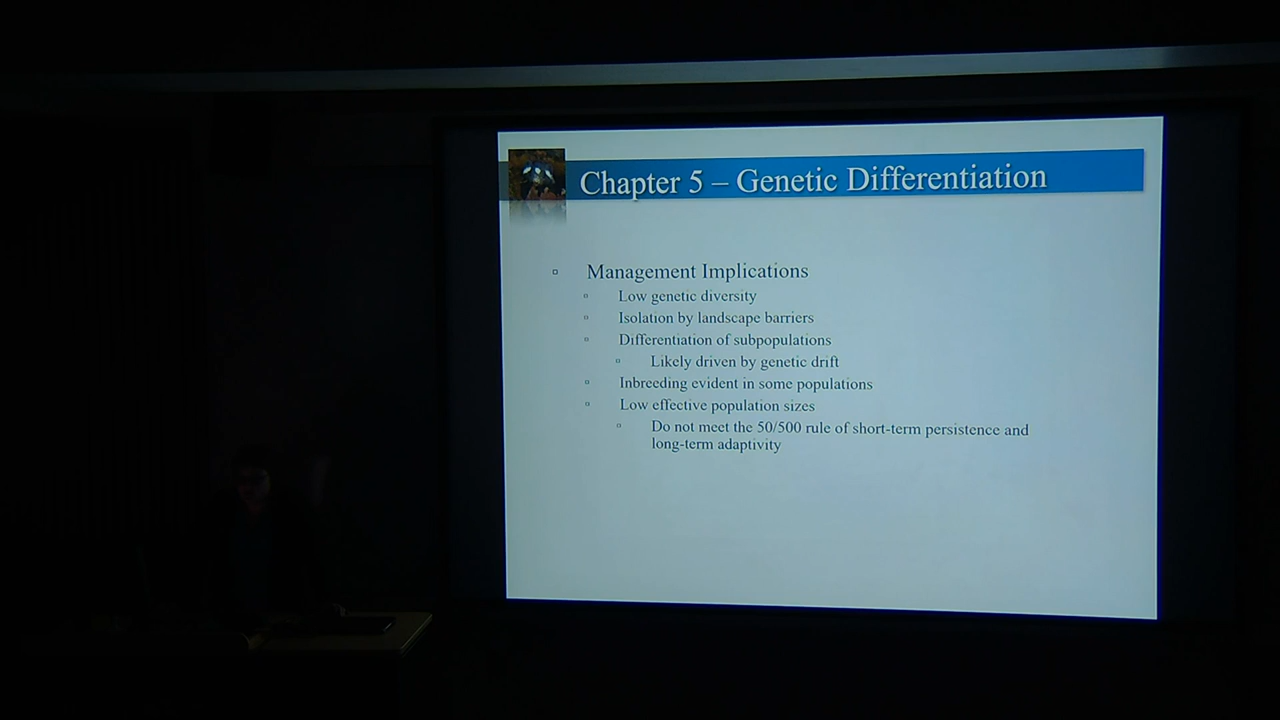 Chapter 5 – Genetic Differentiation
Management Implications
Low genetic diversity
Isolation by landscape barriers
Differentiation of subpopulations
Likely driven by genetic drift
Inbreeding evident in some populations
Low effective population sizes
Do not meet the 50/500 rule of short-term persistence and
long-term adaptivity